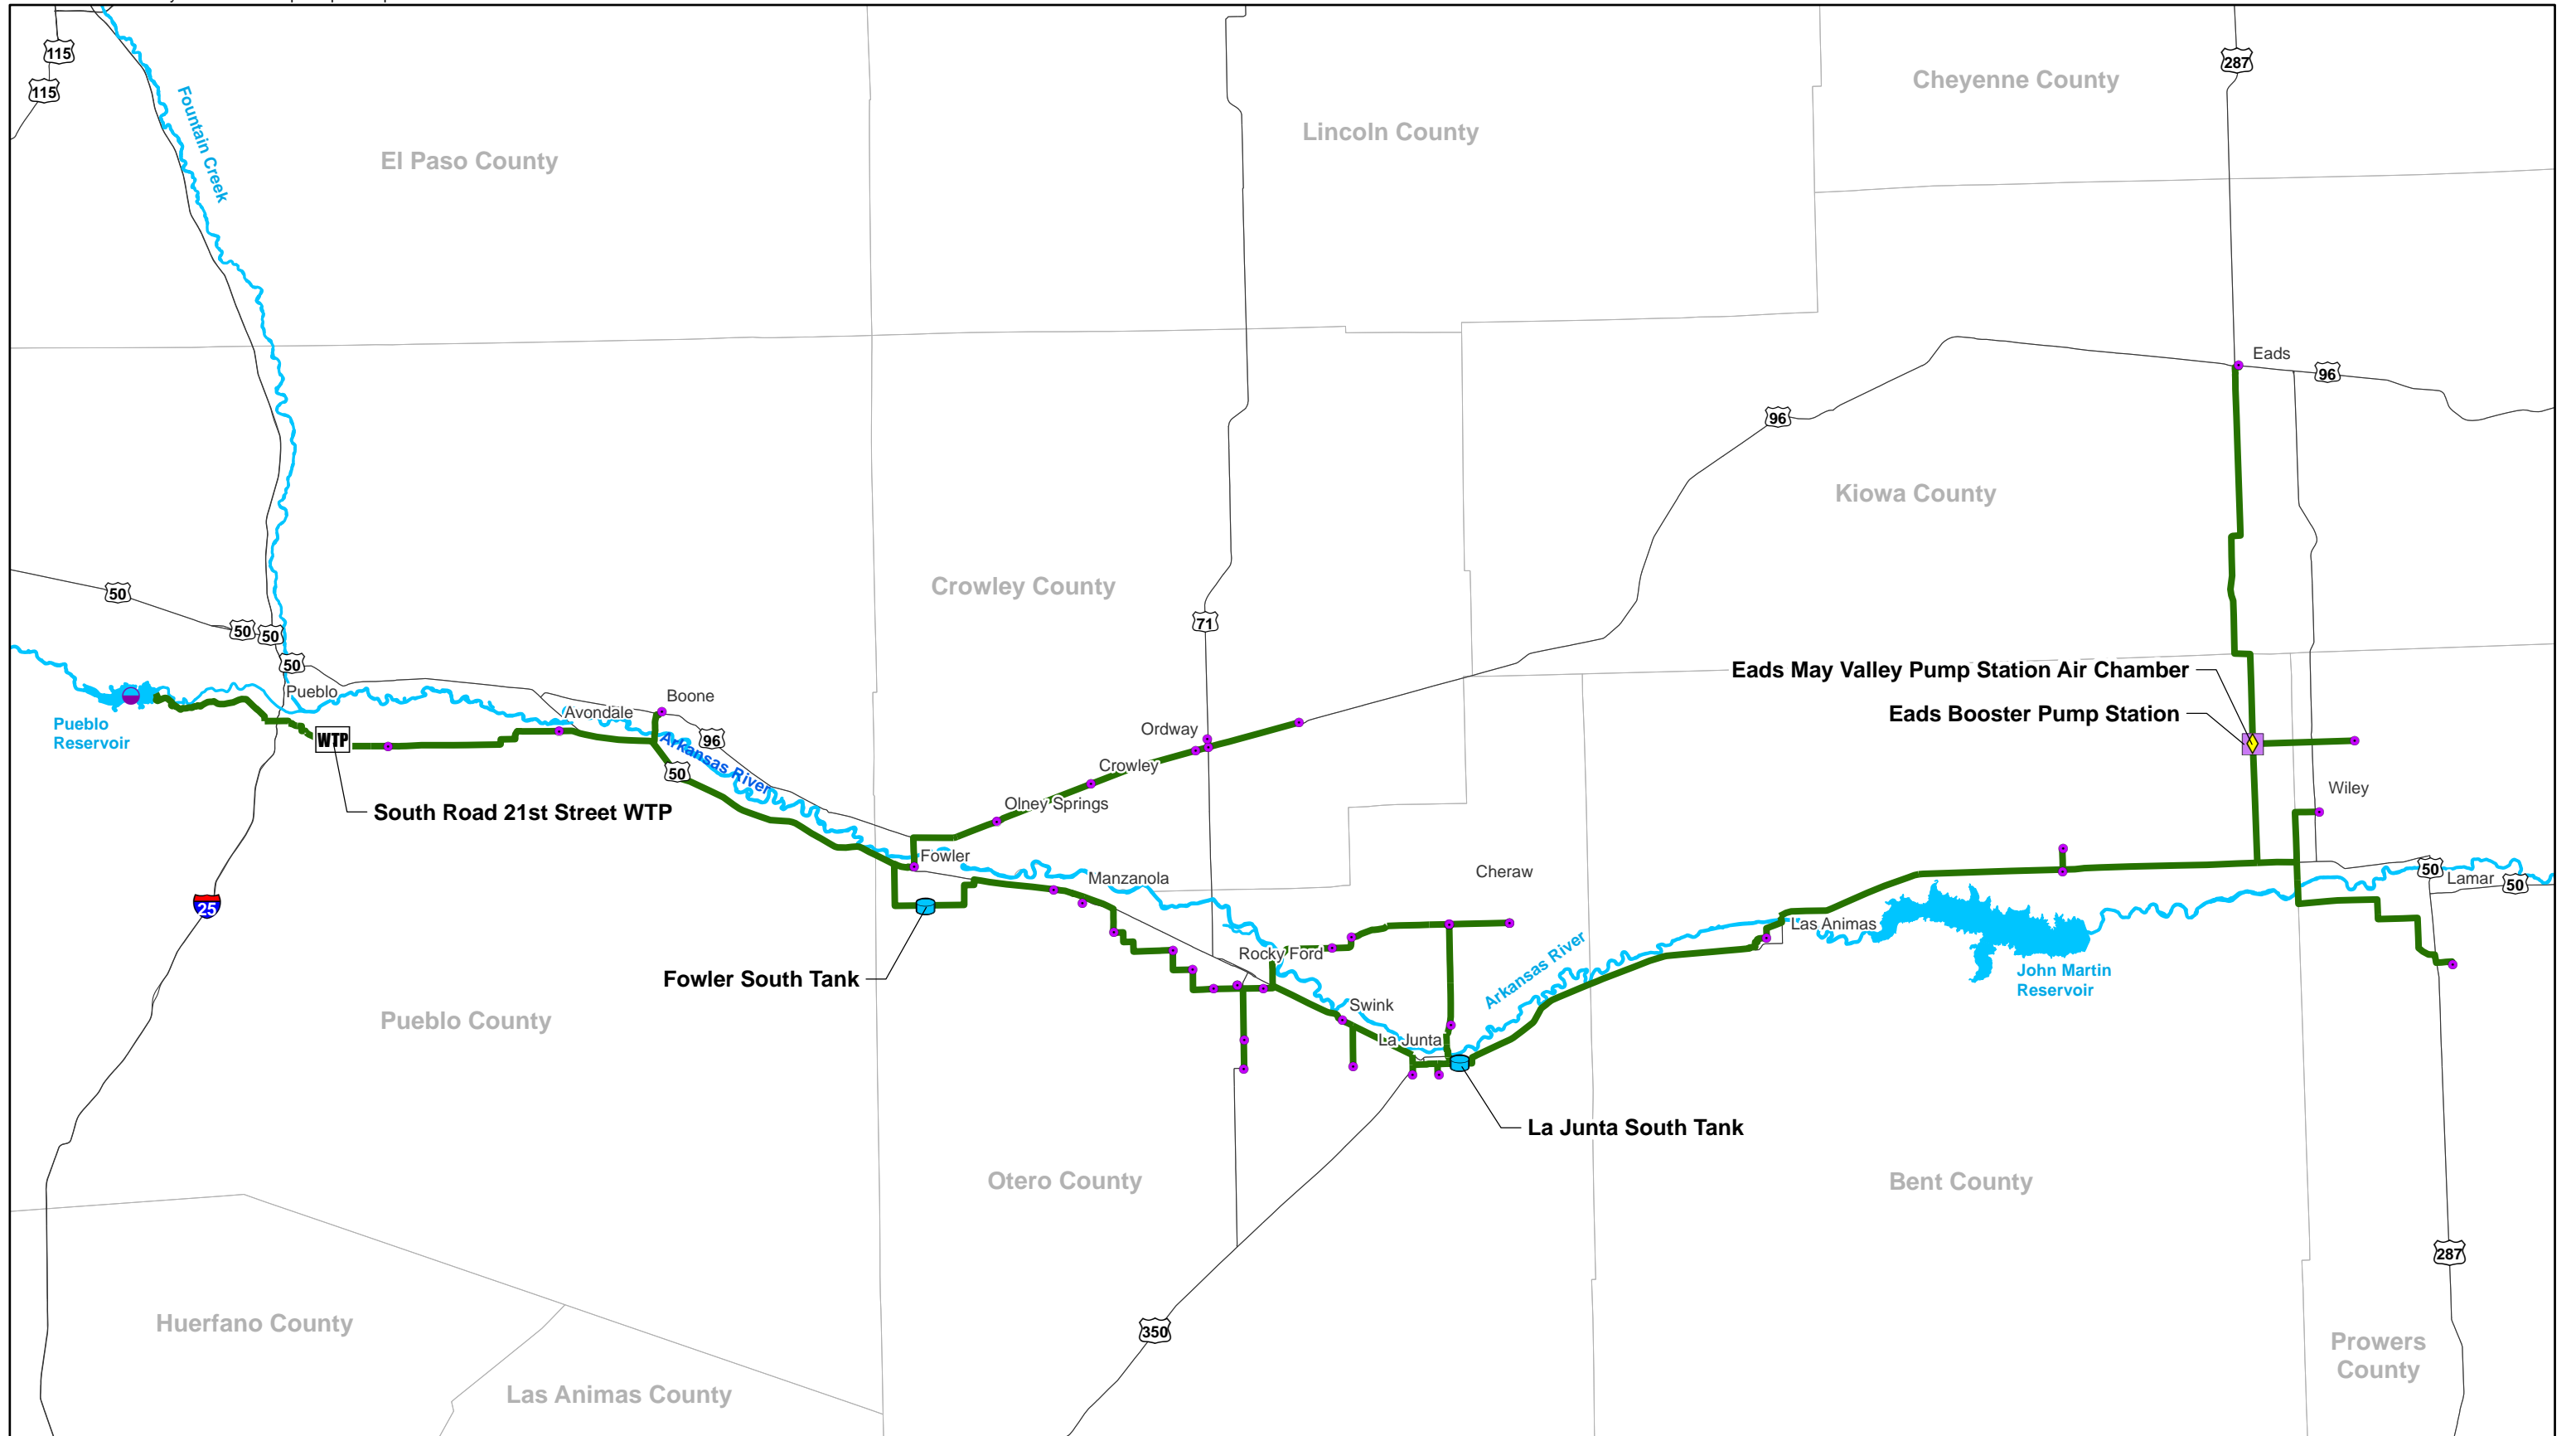 115
115
Fountain Creek
El Paso County
Lincoln County
Cheyenne County
287
Eads
96
96
Kiowa County
Crowley County
50
50
50
50
71
Pueblo
Pueblo
Reservoir
WTP
South Road 21st Street WTP
Avondale
Boone
96
Arkansas River
50
Ordway
Crowley
Olney Springs
Eads May Valley Pump Station Air Chamber
Eads Booster Pump Station
Wiley
Fowler
Manzanola
Cheraw
50
Lamar
50
25
Fowler South Tank
Rocky Ford
Swink
La Junta
Arkansas River
Las Animas
John Martin
Reservoir
Pueblo County
La Junta South Tank
Otero County
Bent County
287
Huerfano County
350
Prowers
County
Las Animas County